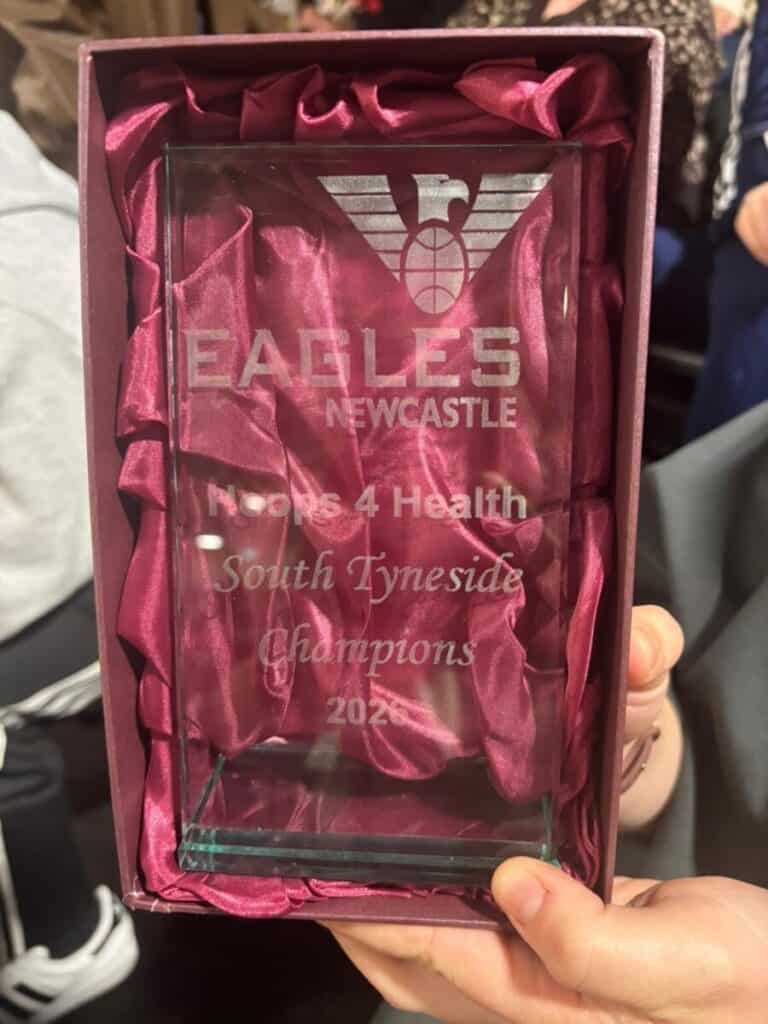 EAGLES
NEWCASTLE
Hoops 4 Health
South Tyneside
Champions
2026